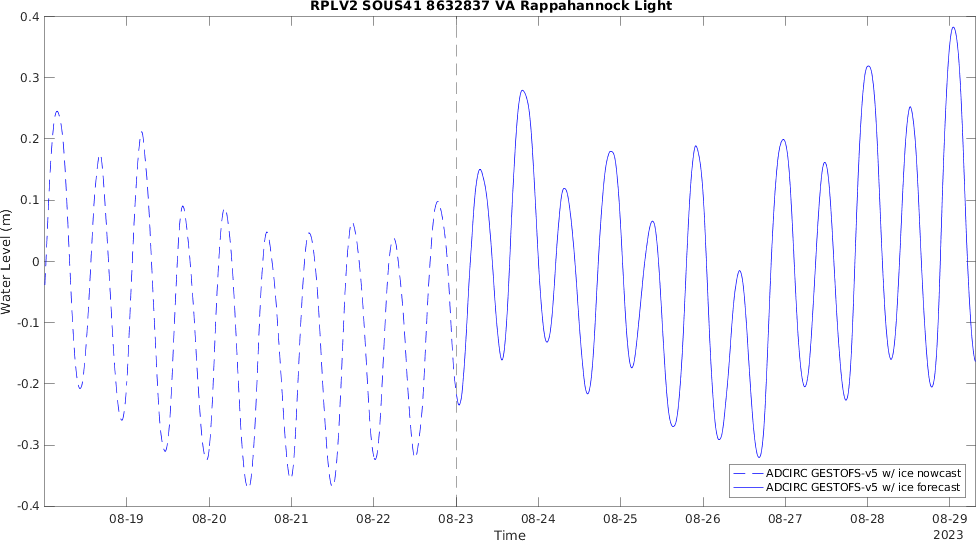 RPLV2 SOUS41 8632837 VA Rappahannock Light
0.4
0.3
0.2
0.1
0
-0.1
-0.2
-0.3
-0.4
Water Level (m)
08-19 08-20 08-21 08-22 08-23 08-24 08-25 08-26 08-27 08-28 08-29
2023
Time
ADCIRC GESTOFS-v5 w/ ice nowcast
ADCIRC GESTOFS-v5 w/ ice forecast